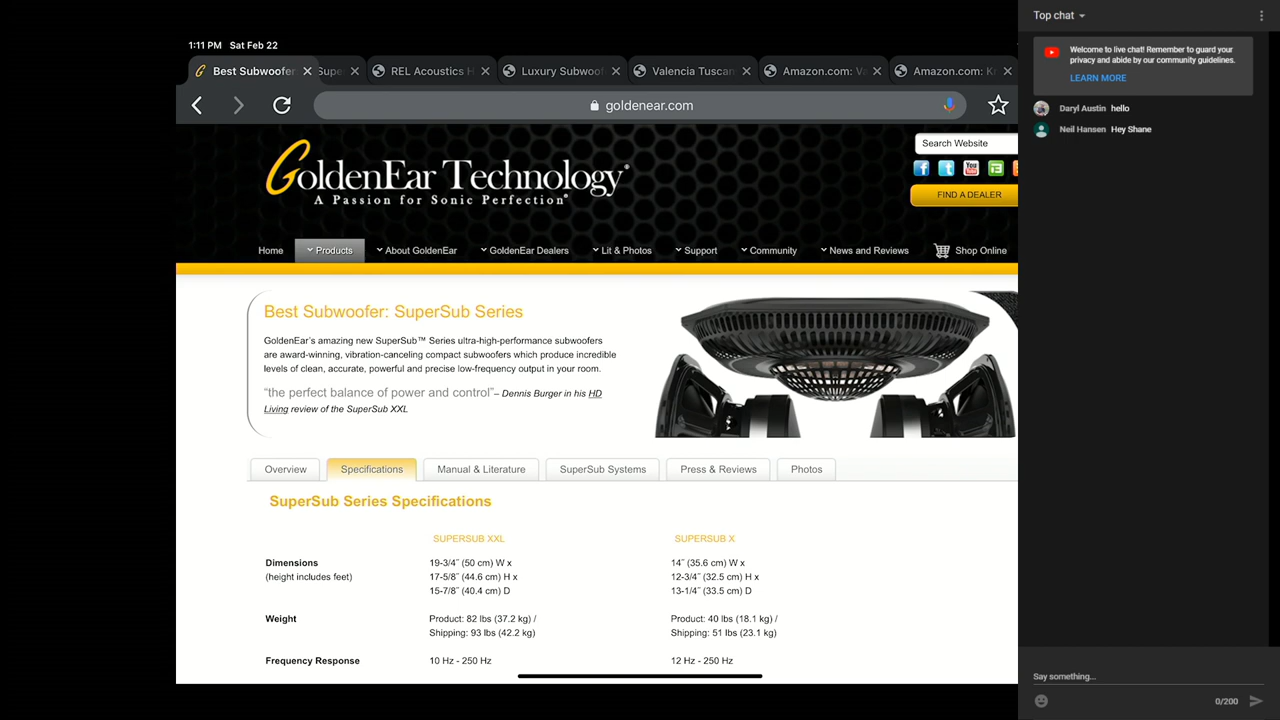 1:11 PM Sat Feb 22
Best Subwoofer
Supe
REL Acoustics H
Luxury Subwoo
Valencia Tuscan
Amazon.com: Va
Amazon.com: K
goldenear.com
GoldenEar Technology®
A Passion for Sonic Perfection®
Search Website
FIND A DEALER
Home
Products
About GoldenEar
GoldenEar Dealers
Lit & Photos
Support
Community
News and Reviews
Shop Online
Best Subwoofer: SuperSub Series
GoldenEar's amazing new SuperSub™ Series ultra-high-performance subwoofers
are award-winning, vibration-canceling compact subwoofers which produce incredible
levels of clean, accurate, powerful and precise low-frequency output in your room.
“the perfect balance of power and control”– Dennis Burger in his HD
Living review of the SuperSub XXL
Overview
Specifications
Manual & Literature
SuperSub Systems
Press & Reviews
Photos
SuperSub Series Specifications
SUPERSUB XXL
SUPERSUB X
Dimensions
(height includes feet)
19-3/4˝ (50 cm) W x
17-5/8˝ (44.6 cm) H x
15-7/8˝ (40.4 cm) D
14˝ (35.6 cm) W x
12-3/4˝ (32.5 cm) H x
13-1/4˝ (33.5 cm) D
Weight
Product: 82 lbs (37.2 kg) /
Shipping: 93 lbs (42.2 kg)
Product: 40 lbs (18.1 kg) /
Shipping: 51 lbs (23.1 kg)
Frequency Response
10 Hz - 250 Hz
12 Hz - 250 Hz
Top chat
Welcome to live chat! Remember to guard your
privacy and abide by our community guidelines.
LEARN MORE
Daryl Austin hello
Neil Hansen Hey Shane
Say something...
0/200